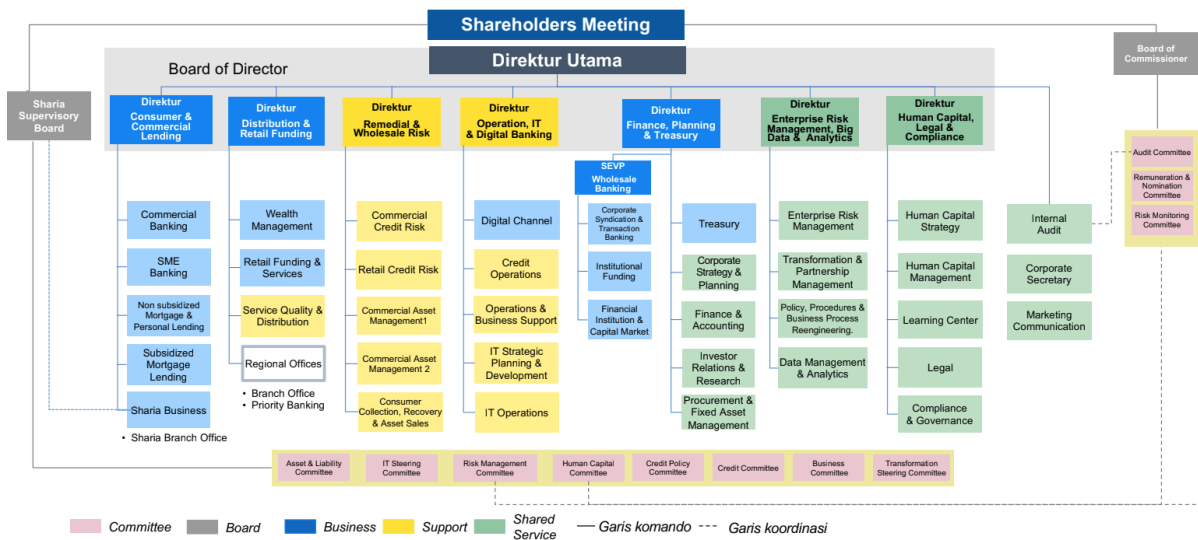 Shareholders Meeting
Board of Director
Direktur Utama
Board of
Commissioner
Sharia
Supervisory
Board
Direktur
Consumer &
Commercial
Lending
Direktur
Distribution &
Retail Funding
Direktur
Remedial &
Wholesale Risk
Direktur
Operation, IT
& Digital Banking
Direktur
Finance, Planning
& Treasury
Direktur
Enterprise Risk
Management, Big
Data & Analytics
Direktur
Human Capital,
Legal &
Compliance
SEVP
Wholesale
Banking
Audit Committee
Remuneration &
Nomination
Committee
Risk Monitoring
Committee
Commercial
Banking
SME
Banking
Non subsidized
Mortgage &
Personal Lending
Subsidized
Mortgage
Lending
Sharia Business
• Sharia Branch Office
Wealth
Management
Retail Funding &
Services
Service Quality &
Distribution
Regional Offices
• Branch Office
• Priority Banking
Commercial
Credit Risk
Retail Credit Risk
Commercial Asset
Management1
Commercial Asset
Management 2
Consumer
Collection, Recovery
& Asset Sales
Digital Channel
Credit
Operations
Operations &
Business Support
IT Strategic
Planning &
Development
IT Operations
Corporate
Syndication &
Transaction
Banking
Institutional
Funding
Financial
Institution &
Capital Market
Treasury
Corporate
Strategy &
Planning
Finance &
Accounting
Investor
Relations &
Research
Procurement &
Fixed Asset
Management
Enterprise Risk
Management
Transformation &
Partnership
Management
Policy, Procedures &
Business Process
Reengineering.
Data Management
& Analytics
Human Capital
Strategy
Human Capital
Management
Learning Center
Legal
Compliance
& Governance
Internal
Audit
Corporate
Secretary
Marketing
Communication
Asset & Liability
Committee
IT Steering
Committee
Risk Management
Committee
Human Capital
Committee
Credit Policy
Committee
Credit Committee
Business
Committee
Transformation
Steering Committee
Committee
Board
Business
Support
Shared
Service
Garis komando
Garis koordinasi